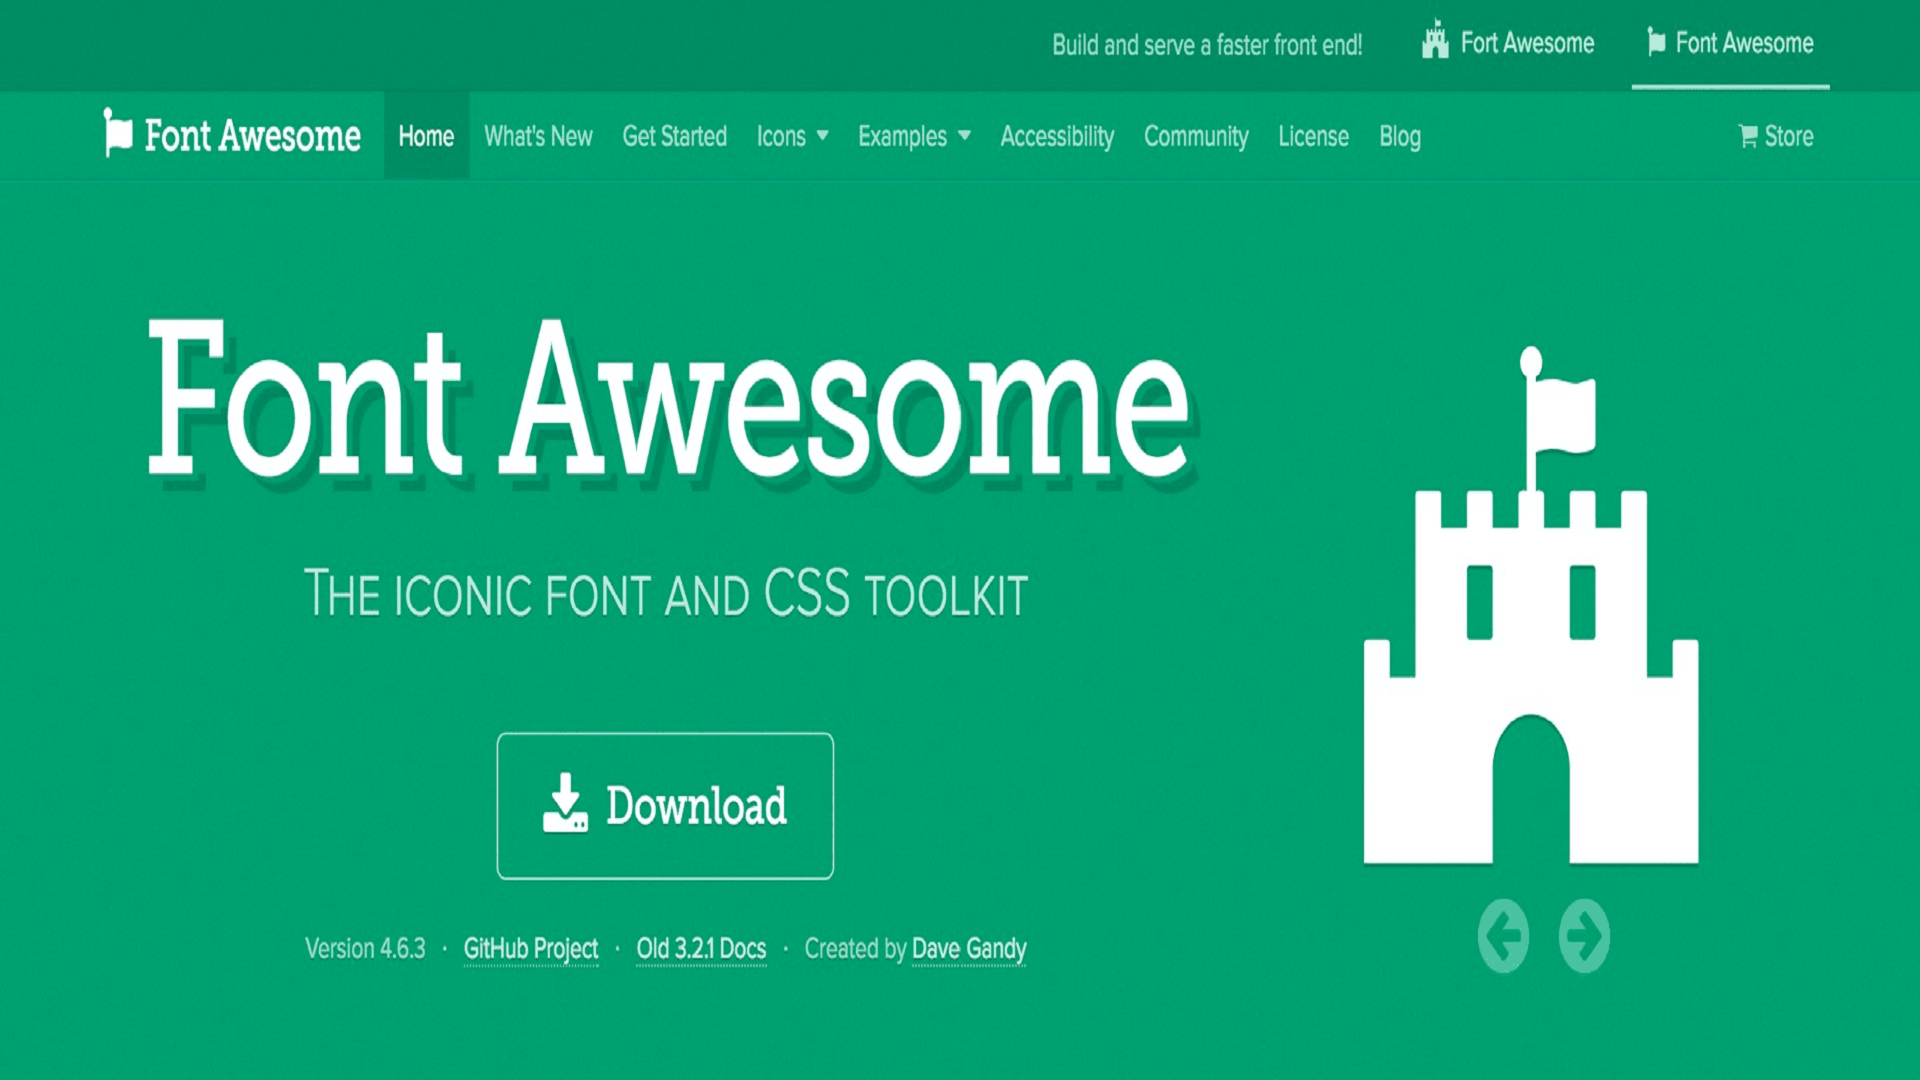 Build and serve a faster front end! Fort Awesome Font Awesome
Font Awesome Home What's New Get Started Icons Examples Accessibility Community License Blog Store
Font Awesome
The iconic font and CSS toolkit
Download
Version 4.6.3 · GitHub Project · Old 3.2.1 Docs · Created by Dave Gandy